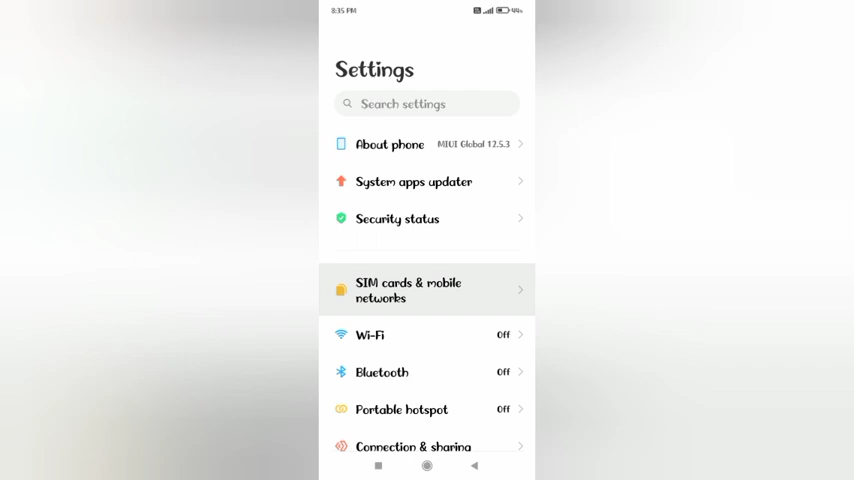 8:35 PM
44%
Settings
Search settings
About phone MIUI Global 12.5.3
System apps updater
Security status
SIM cards & mobile
networks
Wi-Fi Off
Bluetooth Off
Portable hotspot Off
Connection & sharing